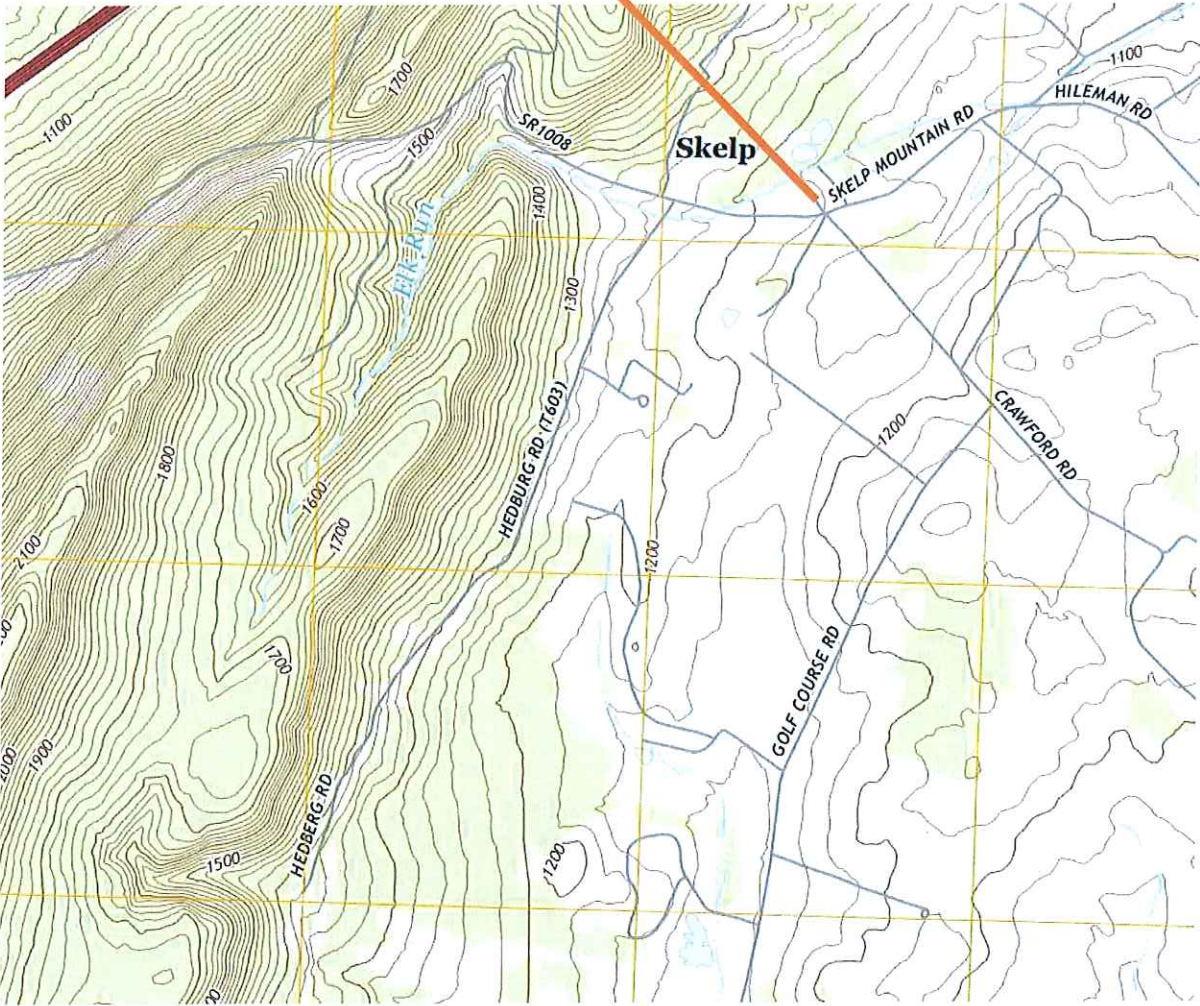 1100
HILEMAN RD
1700
1100
SR1008
1500
Skelp
SKELP MOUNTAIN RD
1400
Elk Run
1300
HEDBURG RD (T603)
CRAWFORD RD
1200
1800
1600
1700
2100
1200
1700
GOLF COURSE RD
2000
1900
HEDBERG RD
1500
1200